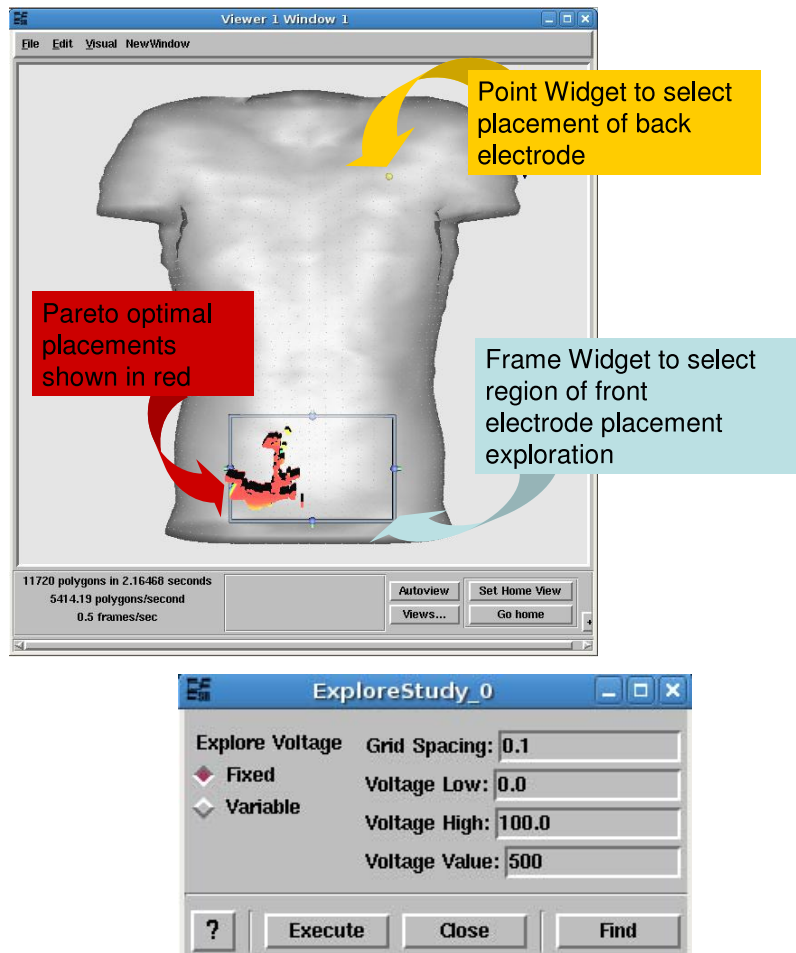 Viewer 1 Window 1
File Edit Visual NewWindow
Point Widget to select
placement of back
electrode
Pareto optimal
placements
shown in red
Frame Widget to select
region of front
electrode placement
exploration
11720 polygons in 2.16468 seconds
5414.19 polygons/second
0.5 frames/sec
Autoview
Set Home View
Views...
Go home
+
ExploreStudy_0
Explore Voltage
Fixed
Variable
Grid Spacing: 0.1
Voltage Low: 0.0
Voltage High: 100.0
Voltage Value: 500
? Execute Close Find